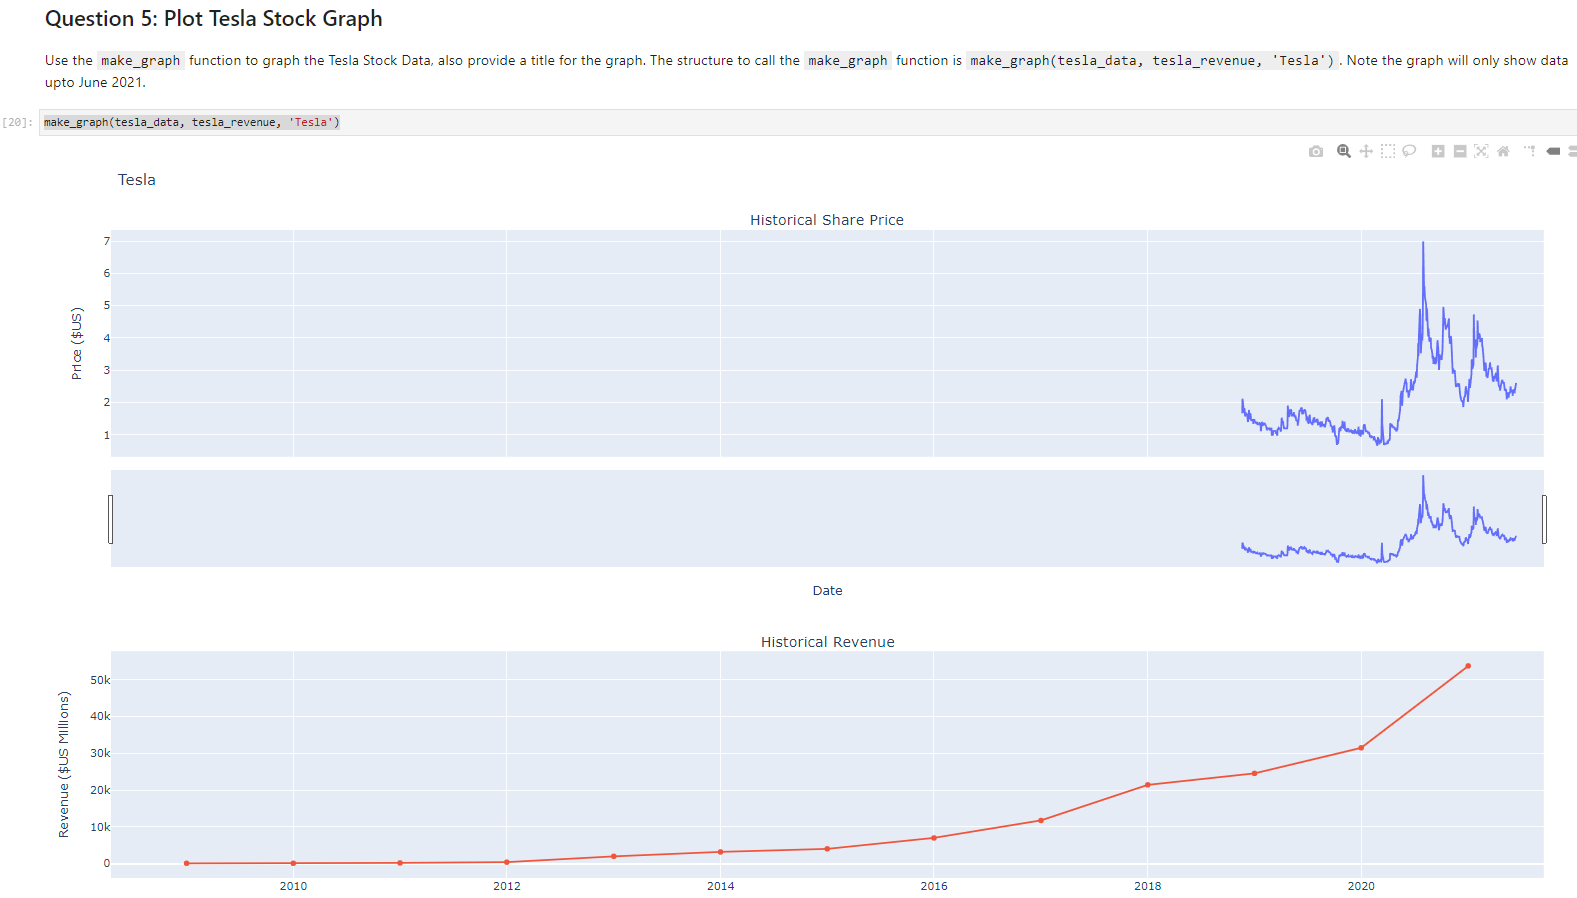 Question 5: Plot Tesla Stock Graph
Use the make_graph function to graph the Tesla Stock Data, also provide a title for the graph. The structure to call the make_graph function is make_graph(tesla_data, tesla_revenue, 'Tesla') . Note the graph will only show data
upto June 2021.
[20]: make_graph(tesla_data, tesla_revenue, 'Tesla')
Tesla
Historical Share Price
Price ($US)
7
6
5
4
3
2
1
Date
Historical Revenue
Revenue ($US Millions)
50k
40k
30k
20k
10k
0
2010 2012 2014 2016 2018 2020